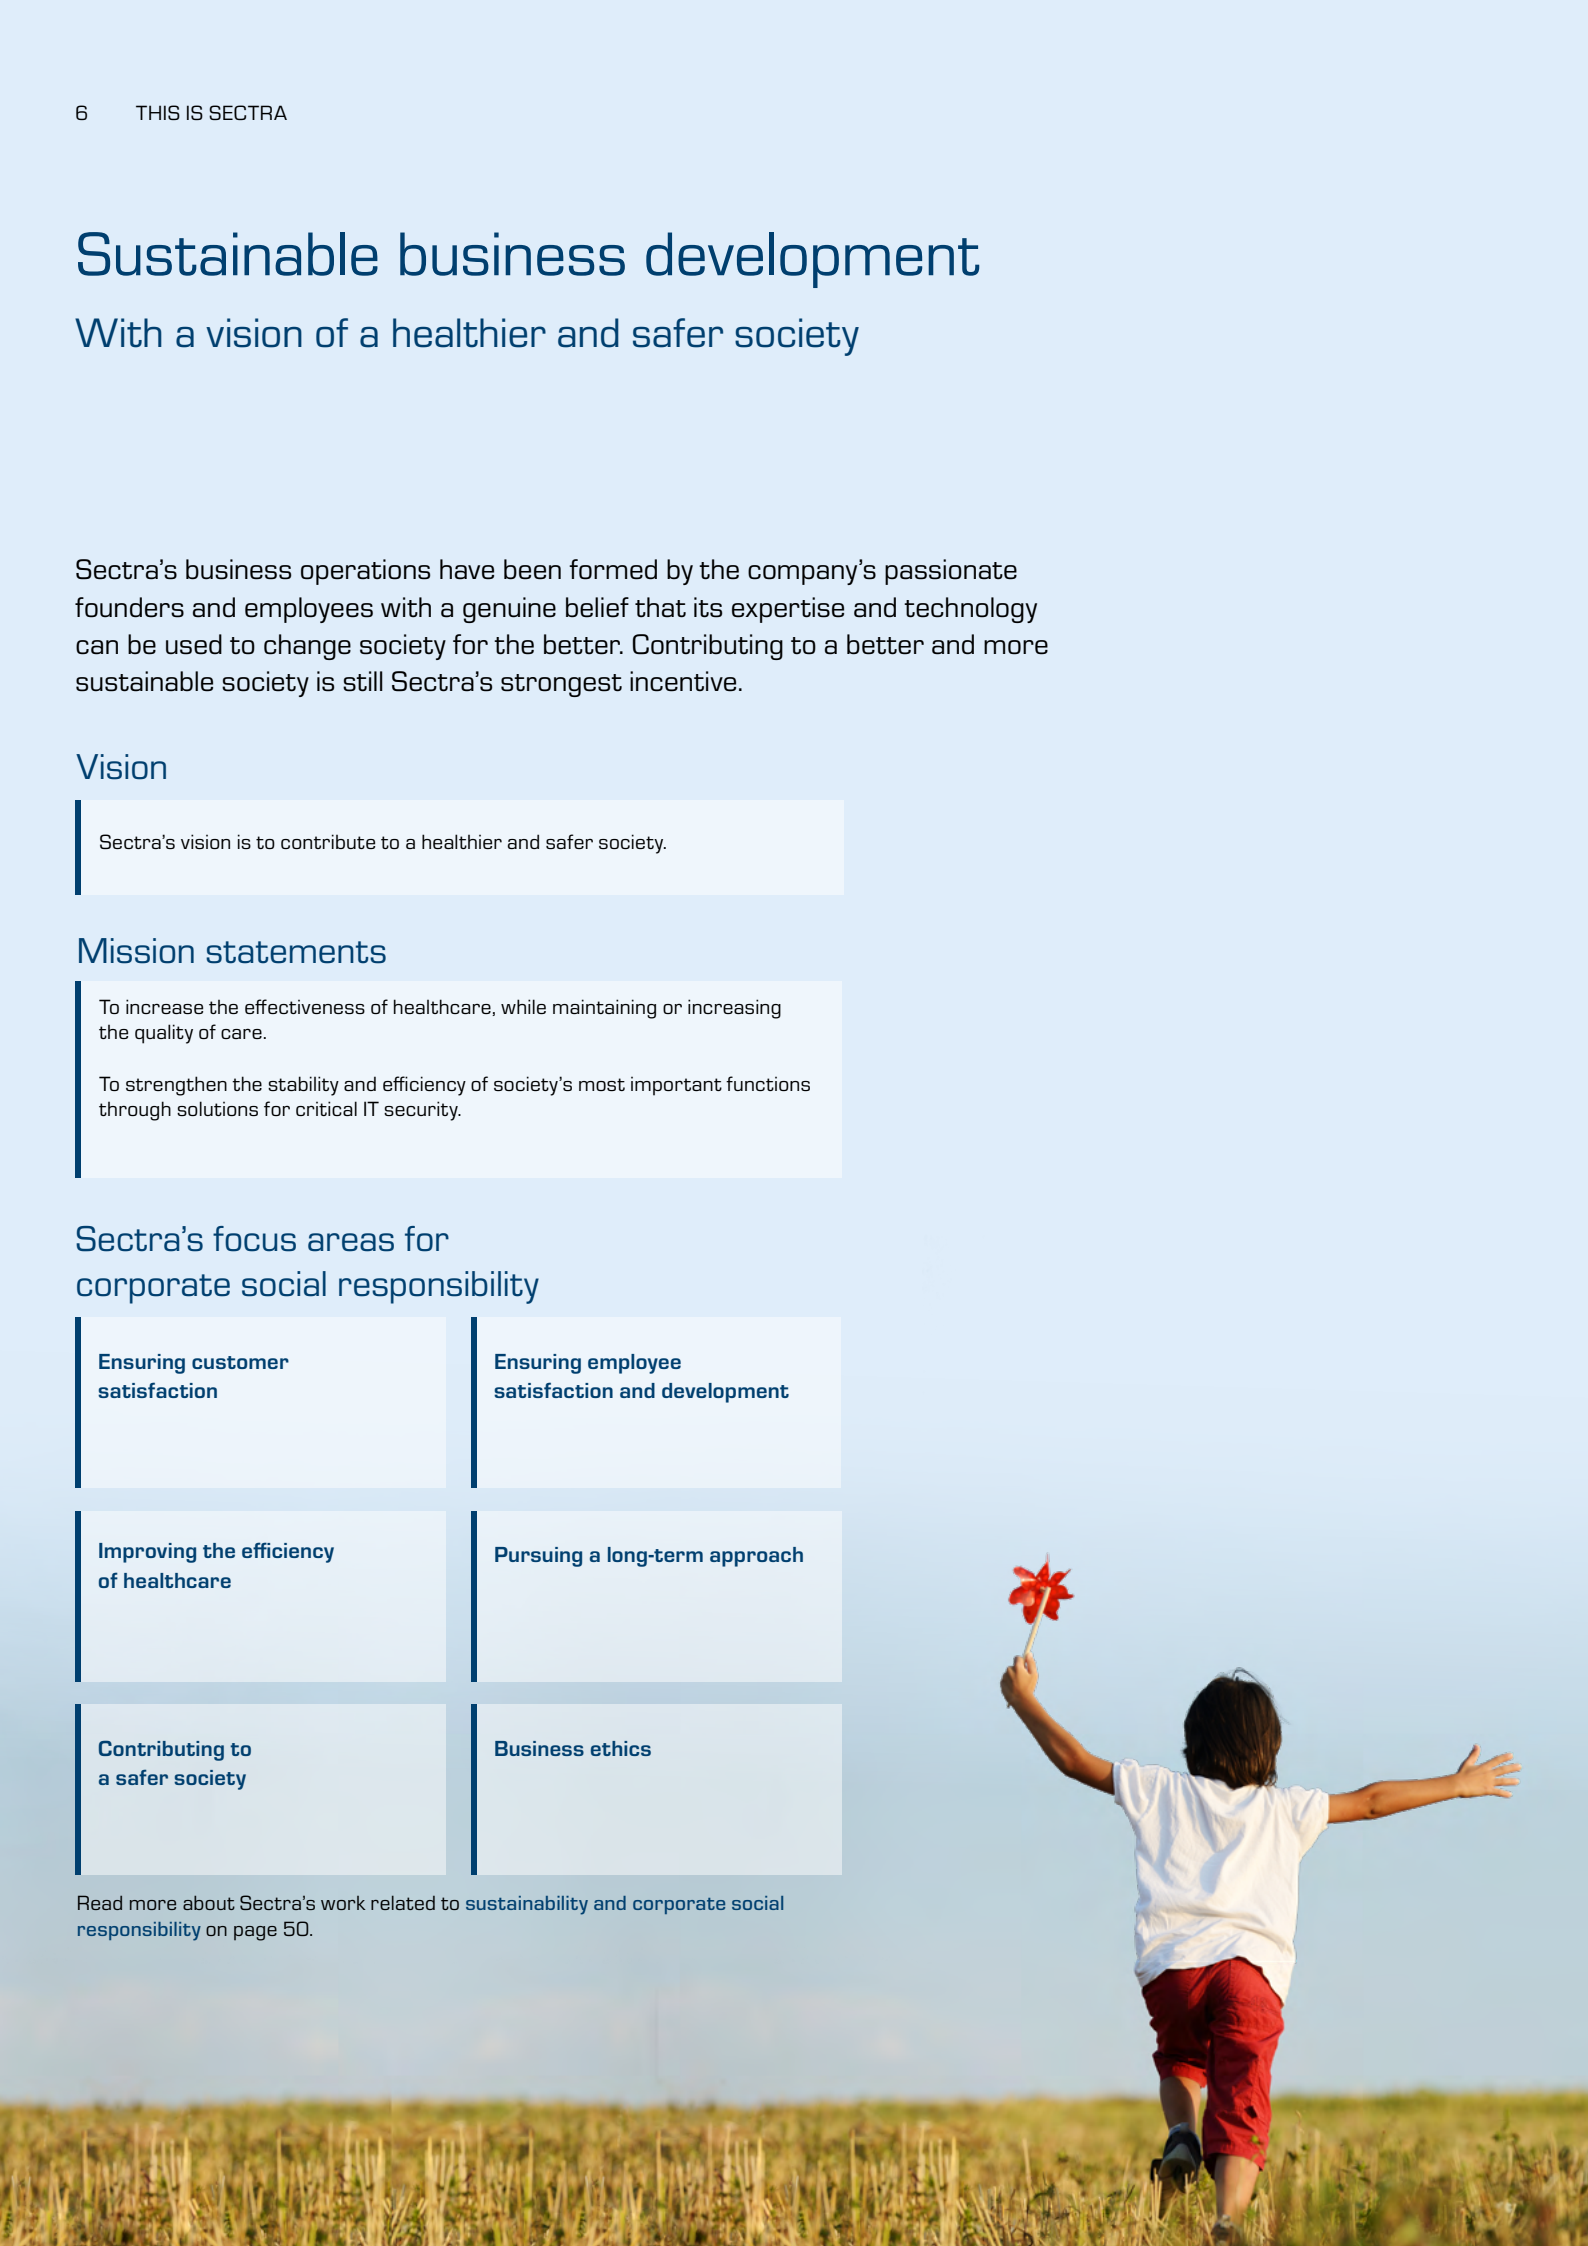 6 THIS IS SECTRA
Sustainable business development
With a vision of a healthier and safer society
Sectra’s business operations have been formed by the company’s passionate
founders and employees with a genuine belief that its expertise and technology
can be used to change society for the better. Contributing to a better and more
sustainable society is still Sectra’s strongest incentive.
Vision
Sectra’s vision is to contribute to a healthier and safer society.
Mission statements
To increase the effectiveness of healthcare, while maintaining or increasing
the quality of care.
To strengthen the stability and efficiency of society’s most important functions
through solutions for critical IT security.
Sectra’s focus areas for
corporate social responsibility
Ensuring customer
satisfaction
Ensuring employee
satisfaction and development
Improving the efficiency
of healthcare
Pursuing a long-term approach
Contributing to
a safer society
Business ethics
Read more about Sectra’s work related to sustainability and corporate social
responsibility on page 50.